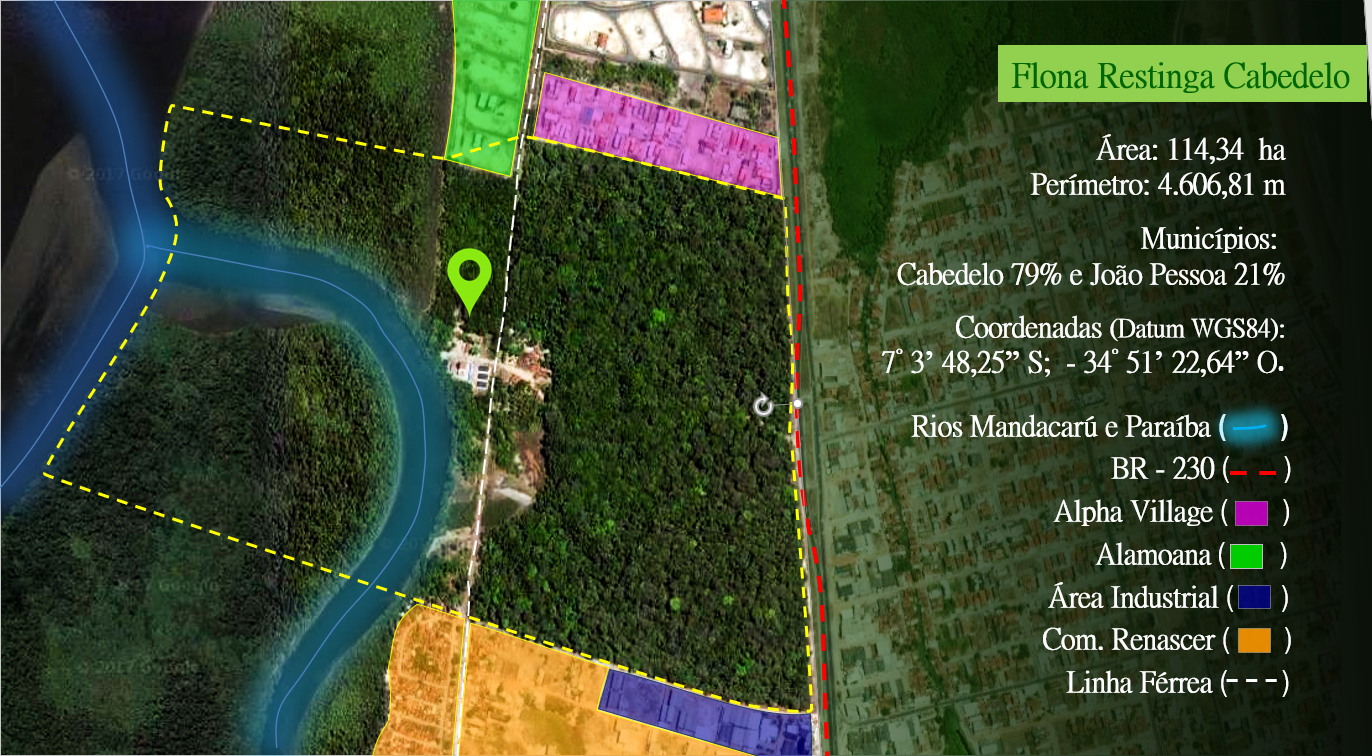 Flona Restinga Cabedelo
Área: 114,34 ha
Perímetro: 4.606,81 m
Municípios:
Cabedelo 79% e João Pessoa 21%
Coordenadas (Datum WGS84):
7° 3’ 48,25” S; - 34° 51’ 22,64” O.
Rios Mandacarú e Paraíba ( )
BR - 230 ( )
Alpha Village ( )
Alamoana ( )
Área Industrial ( )
Com. Renascer ( )
Linha Férrea (---)
© 2017 Google